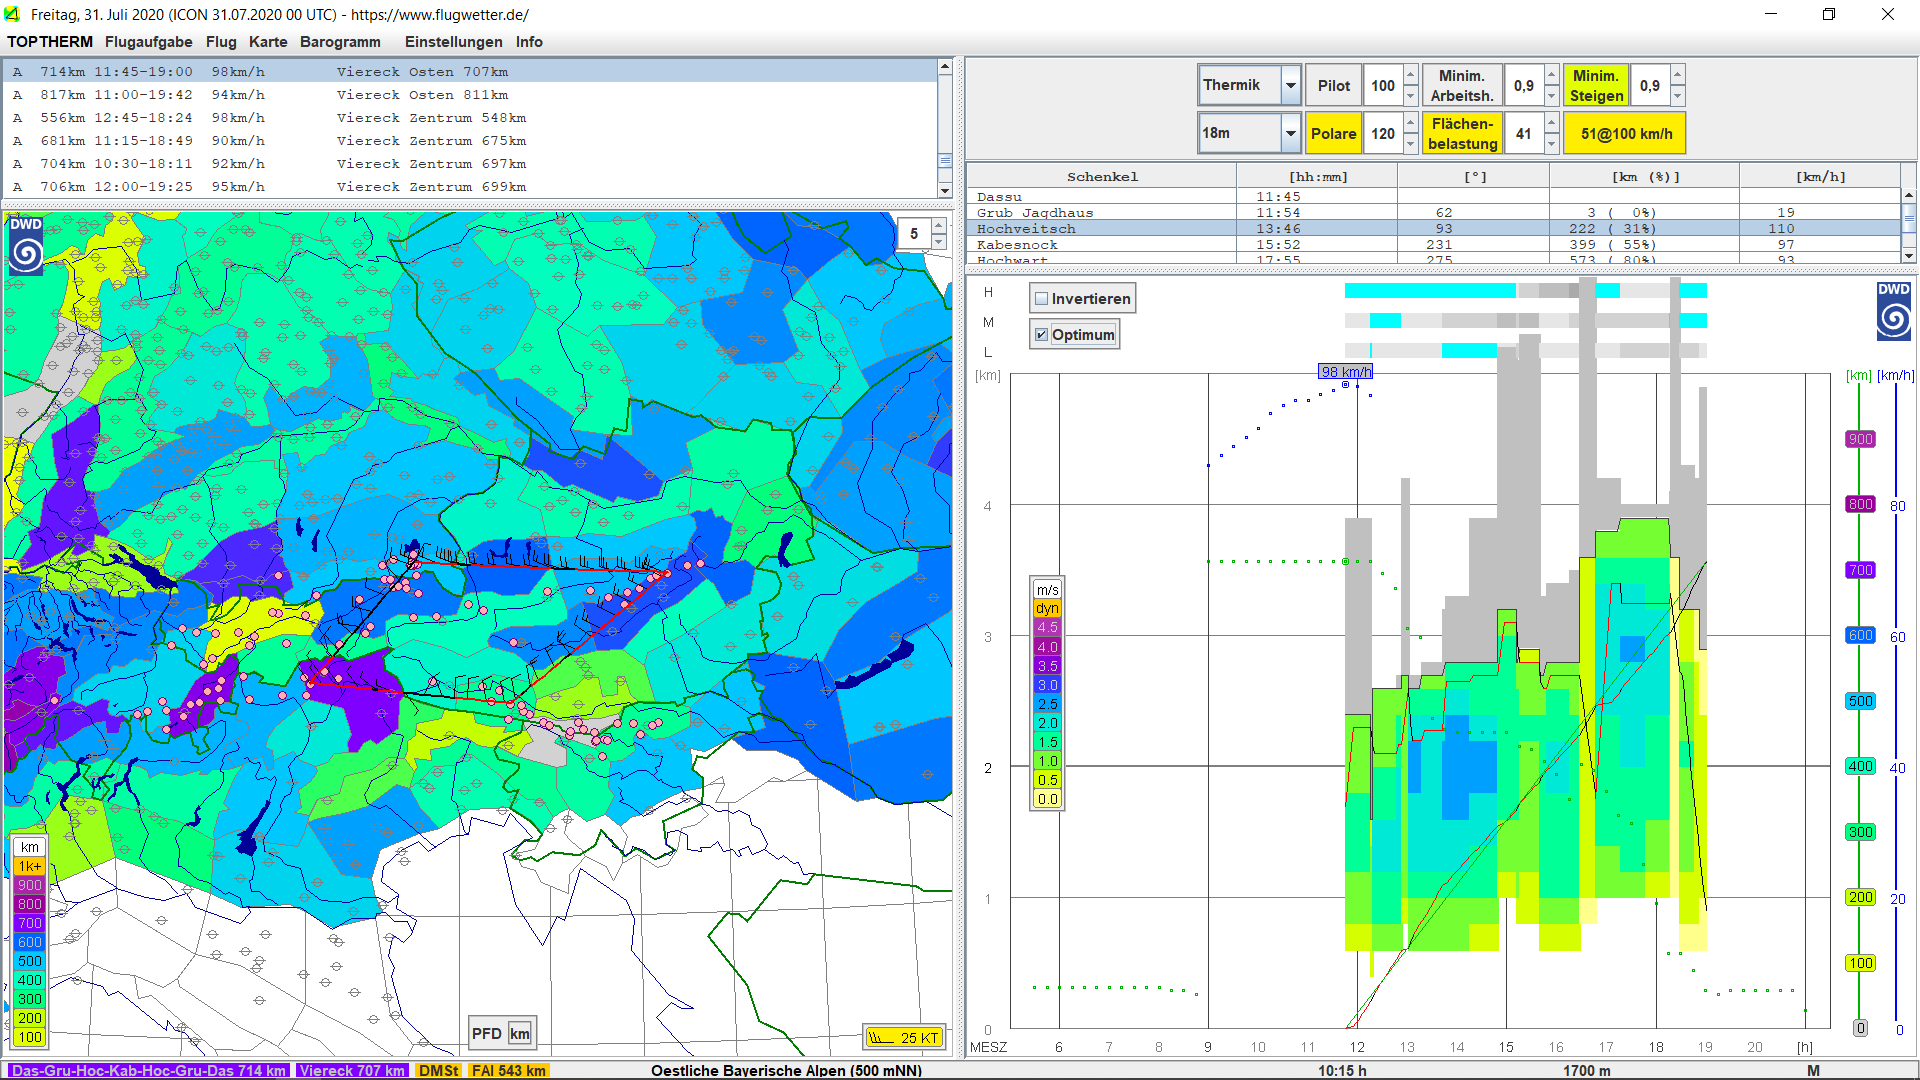 Freitag, 31. Juli 2020 (ICON 31.07.2020 00 UTC) - https://www.flugwetter.de/
TOPTHERM Flugaufgabe Flug Karte Barogramm Einstellungen Info
A 714km 11:45-19:00 98km/h Viereck Osten 707km
A 817km 11:00-19:42 94km/h Viereck Osten 811km
A 556km 12:45-18:24 98km/h Viereck Zentrum 548km
A 681km 11:15-18:49 90km/h Viereck Zentrum 675km
A 704km 10:30-18:11 92km/h Viereck Zentrum 697km
A 706km 12:00-19:25 95km/h Viereck Zentrum 699km
Thermik Pilot 100 Minim. Arbeitsh. 0,9 Minim. Steigen 0,9
18m Polare 120 Flächen-belastung 41 51@100 km/h
Schenkel [hh:mm] [°] [km (%)] [km/h]
Dassu 11:45
Grub Jagdhaus 11:54 62 3 ( 0%) 19
Hochveitsch 13:46 93 222 ( 31%) 110
Kabesnock 15:52 231 399 ( 55%) 97
Hochwart 17:55 275 573 ( 80%) 93
DWD
5
km
1k+
900
800
700
600
500
400
300
200
100
PFD km
25 KT
H
M
L
Invertieren
Optimum
DWD
98 km/h
[km]
4
3
2
1
0
m/s
dyn
4.5
4.0
3.5
3.0
2.5
2.0
1.5
1.0
0.5
0.0
[km] [km/h]
900
800 80
700
600 60
500
400 40
300
200 20
100
0 0
MESZ 6 7 8 9 10 11 12 13 14 15 16 17 18 19 20 [h]
Das-Gru-Hoc-Kab-Hoc-Gru-Das 714 km Viereck 707 km DMSt FAI 543 km Oestliche Bayerische Alpen (500 mNN) 10:15 h 1700 m M